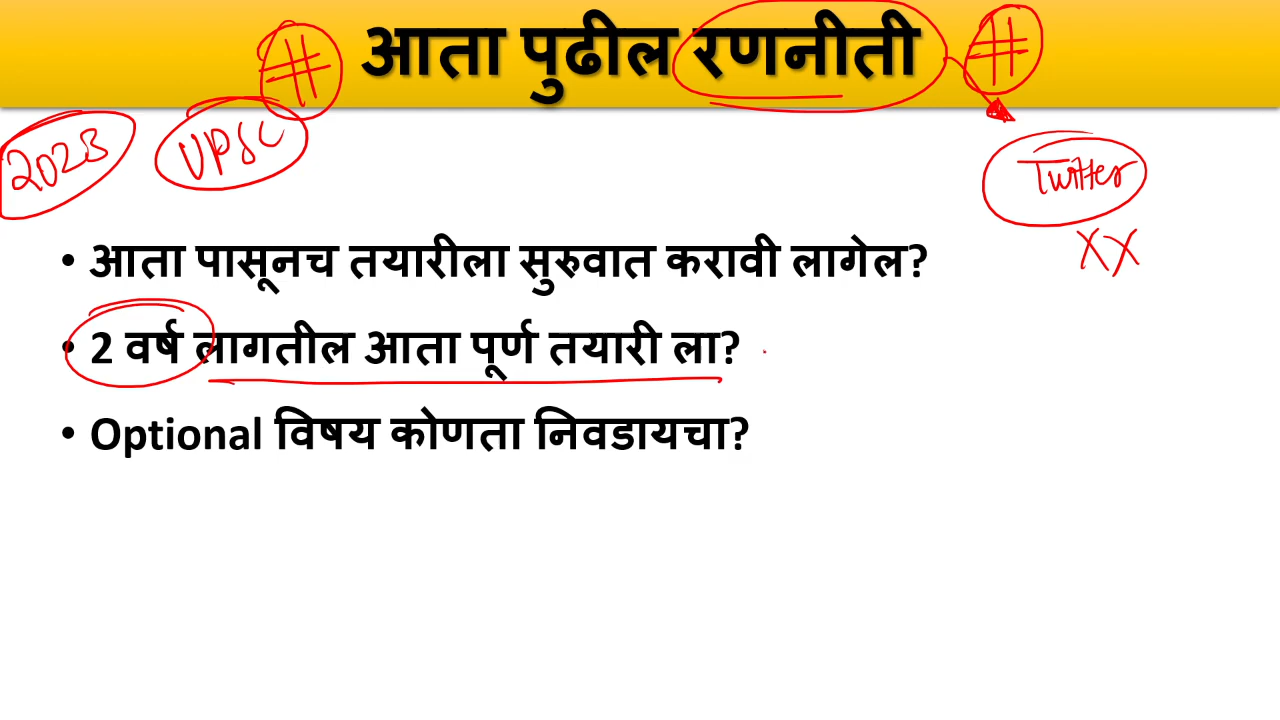 # आता पुढील रणनीती #
2023 UPSC
Twitter
XX
• आता पासूनच तयारीला सुरुवात करावी लागेल?
• 2 वर्ष लागतील आता पूर्ण तयारी ला?
• Optional विषय कोणता निवडायचा?